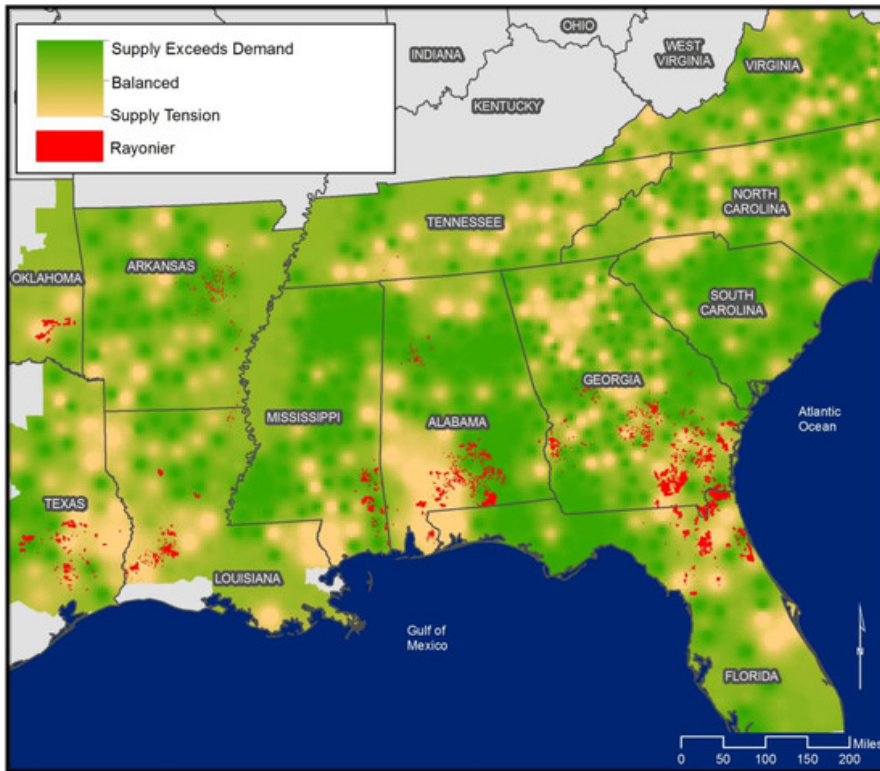 Supply Exceeds Demand
Balanced
Supply Tension
Rayonier
OHIO
INDIANA
WEST
VIRGINIA
VIRGINIA
KENTUCKY
NORTH
CAROLINA
TENNESSEE
ARKANSAS
OKLAHOMA
SOUTH
CAROLINA
GEORGIA
MISSISSIPPI
ALABAMA
Atlantic
Ocean
TEXAS
LOUISIANA
Gulf of
Mexico
N
FLORIDA
Miles
0 50 100 150 200